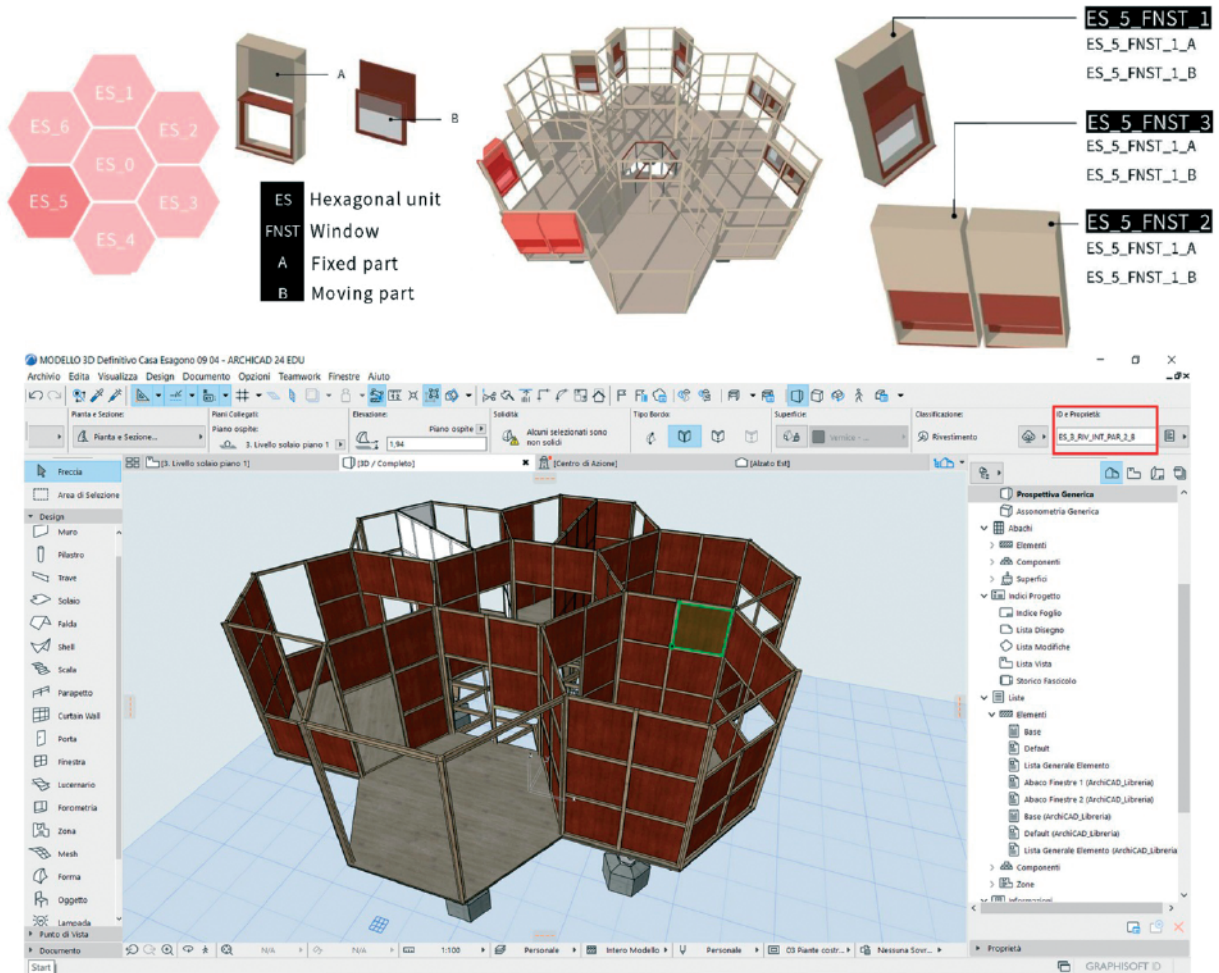 ES_1
ES_6
ES_2
ES_0
ES_5
ES_3
ES_4
A
B
ES Hexagonal unit
FNST Window
A Fixed part
B Moving part
ES_5_FNST_1
ES_5_FNST_1_A
ES_5_FNST_1_B
ES_5_FNST_3
ES_5_FNST_1_A
ES_5_FNST_1_B
ES_5_FNST_2
ES_5_FNST_1_A
ES_5_FNST_1_B
MODELLO 3D Definitivo Casa Esagono 09 04 - ARCHICAD 24 EDU
Archivio Edita Visualizza Design Documento Opzioni Teamwork Finestre Aiuto
Pianta e Sezione: Piani Collegati: Elevazione: Solidità: Tipo Bordo: Superficie: Classificazione: ID e Proprietà:
Pianta e Sezione...
Piano ospite:
3. Livello solaio piano 1
Piano ospite
1,94
Alcuni selezionati sono
non solidi
Vernice - ...
Rivestimento
ES_3_RIV_INT_PAR_2_B
[3. Livello solaio piano 1] [3D / Completo] [Centro di Azione] [Alzato Est]
Freccia
Area di Selezione
Design
Muro
Pilastro
Trave
Solaio
Falda
Shell
Scala
Parapetto
Curtain Wall
Porta
Finestra
Lucernario
Forometria
Zona
Mesh
Forma
Oggetto
Lampada
Punto di Vista
Documento
Prospettiva Generica
Assonometria Generica
Abachi
Elementi
Componenti
Superfici
Indici Progetto
Indice Foglio
Lista Disegno
Lista Modifiche
Lista Vista
Storico Fascicolo
Liste
Elementi
Base
Default
Lista Generale Elemento
Abaco Finestre 1 (ArchiCAD_Libreria)
Abaco Finestre 2 (ArchiCAD_Libreria)
Base (ArchiCAD_Libreria)
Default (ArchiCAD_Libreria)
Lista Generale Elemento (ArchiCAD_Libreria
Componenti
Zone
Informazioni
Proprietà
N/A N/A 1:100 Personale Intero Modello Personale 03 Piante costr... Nessuna Sovr...
Start
GRAPHISOFT ID